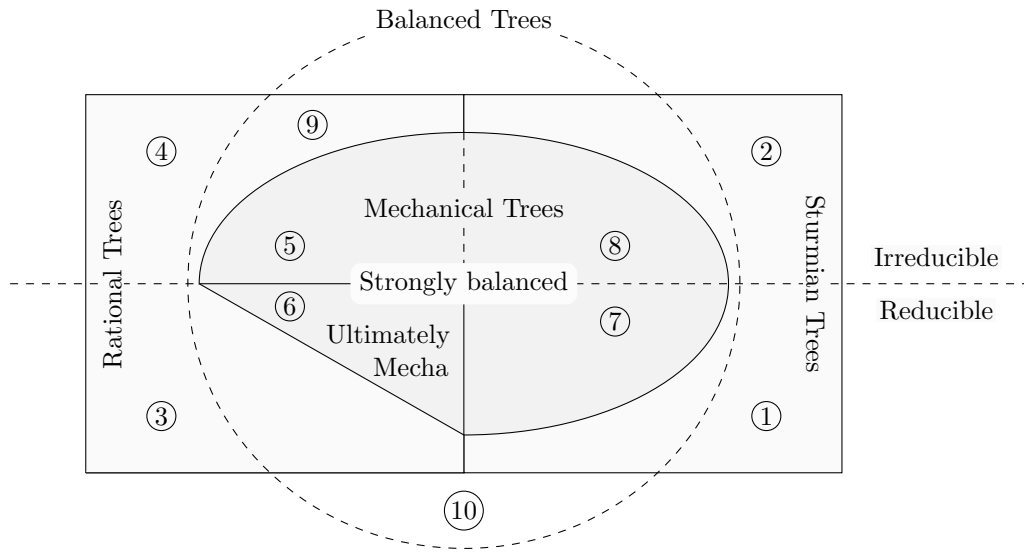 Balanced Trees
9
4
2
Mechanical Trees
Rational Trees
Sturmian Trees
5
8
Irreducible
Strongly balanced
6
7
Reducible
Ultimately
Mecha
3
1
10